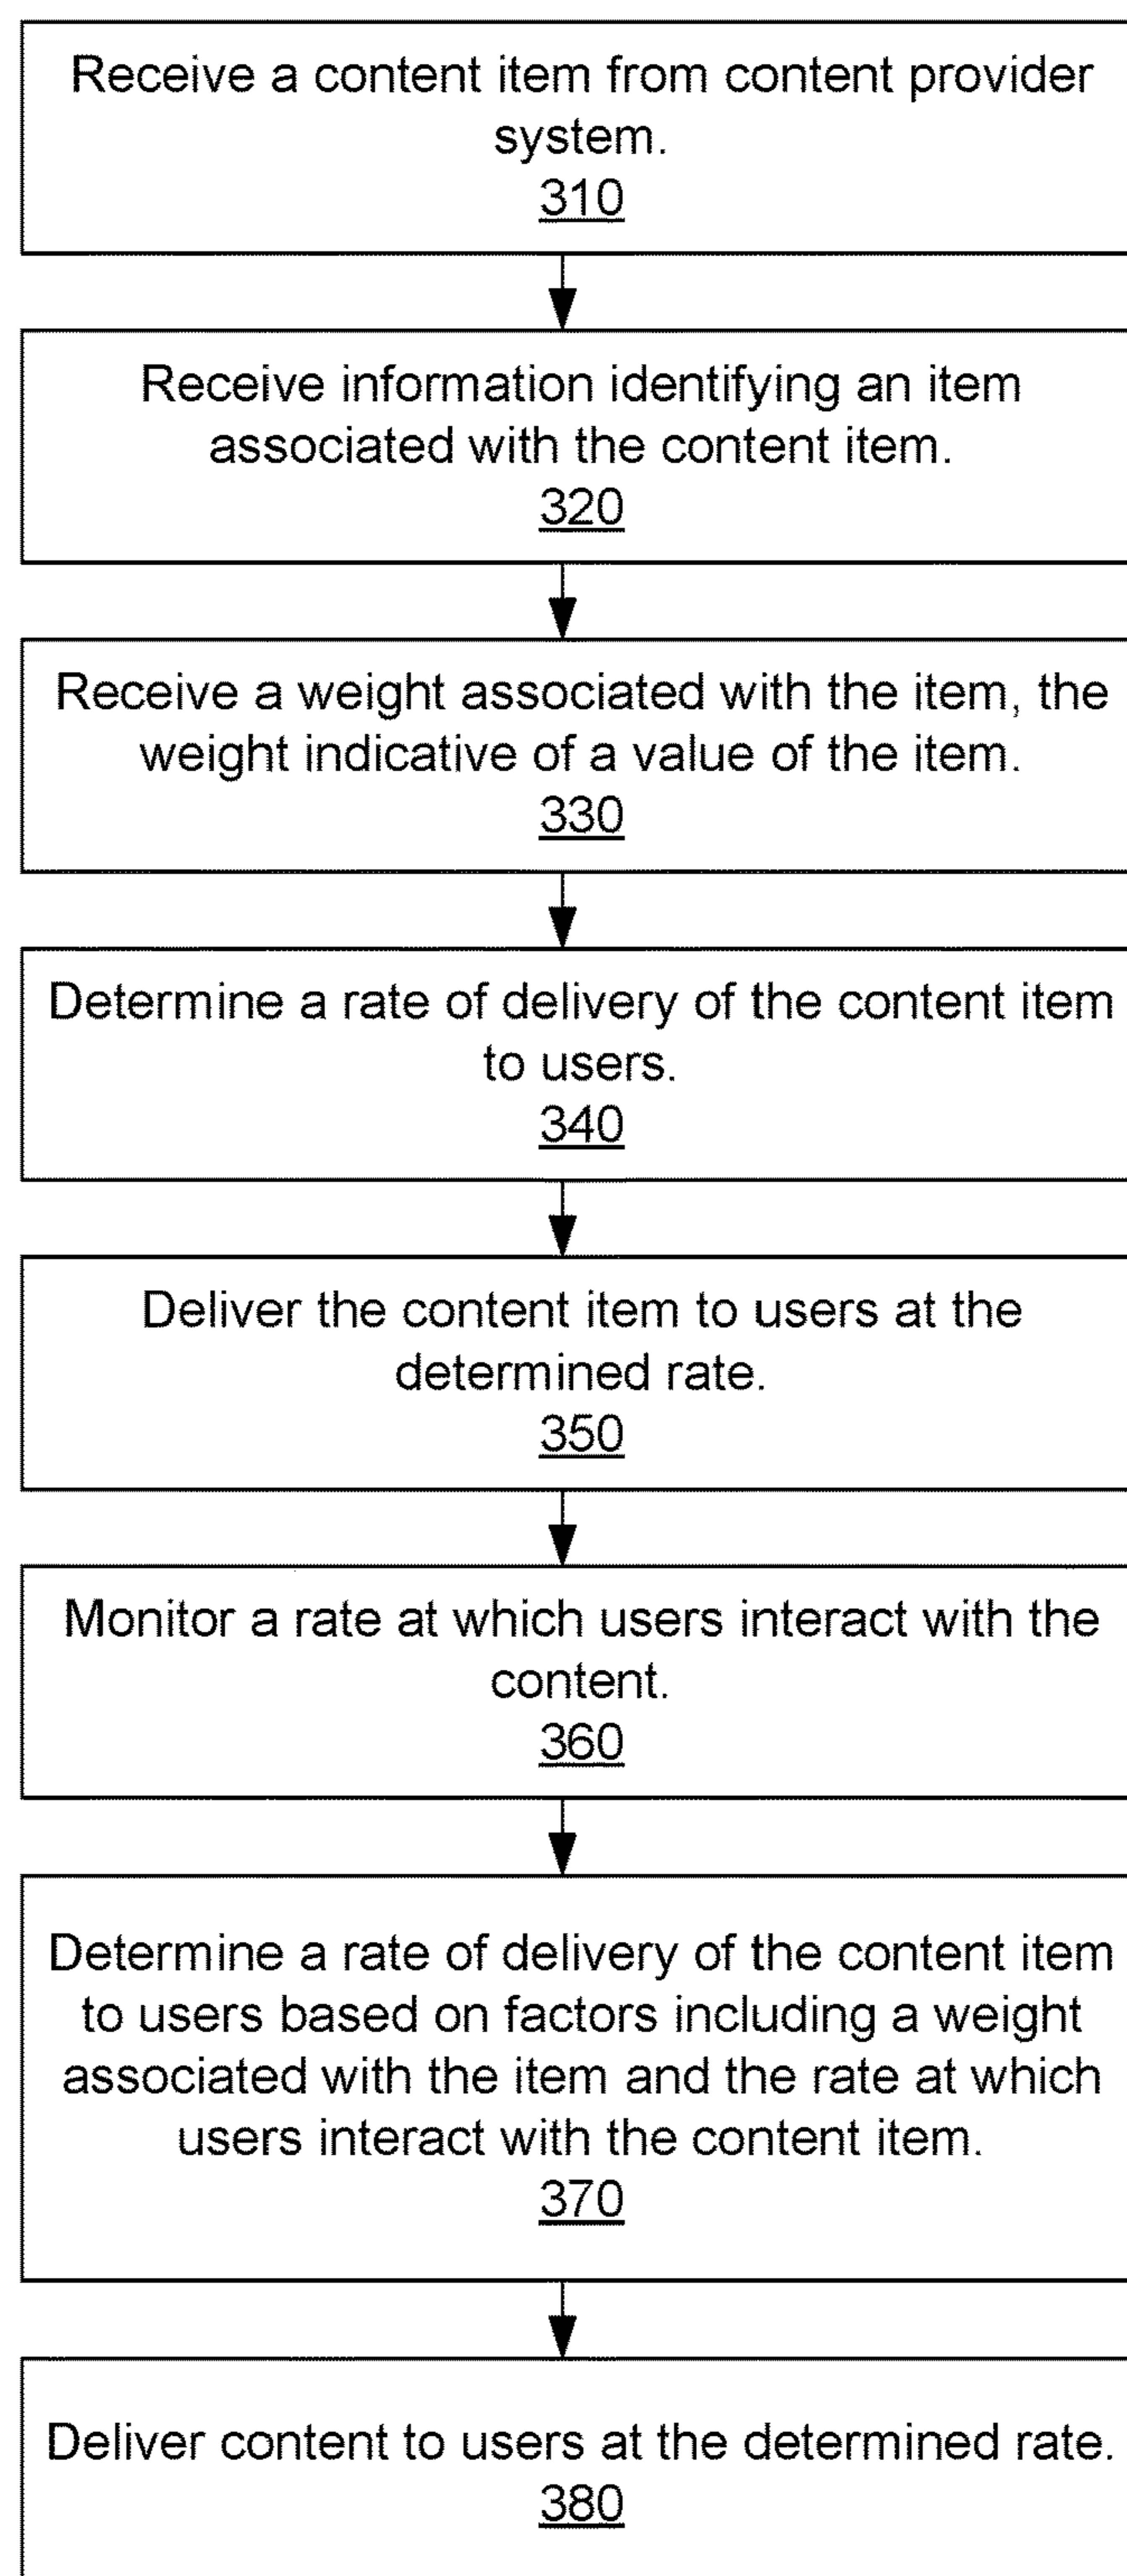 Receive a content item from content provider
system.
310
Receive information identifying an item
associated with the content item.
320
Receive a weight associated with the item, the
weight indicative of a value of the item.
330
Determine a rate of delivery of the content item
to users.
340
Deliver the content item to users at the
determined rate.
350
Monitor a rate at which users interact with the
content.
360
Determine a rate of delivery of the content item
to users based on factors including a weight
associated with the item and the rate at which
users interact with the content item.
370
Deliver content to users at the determined rate.
380